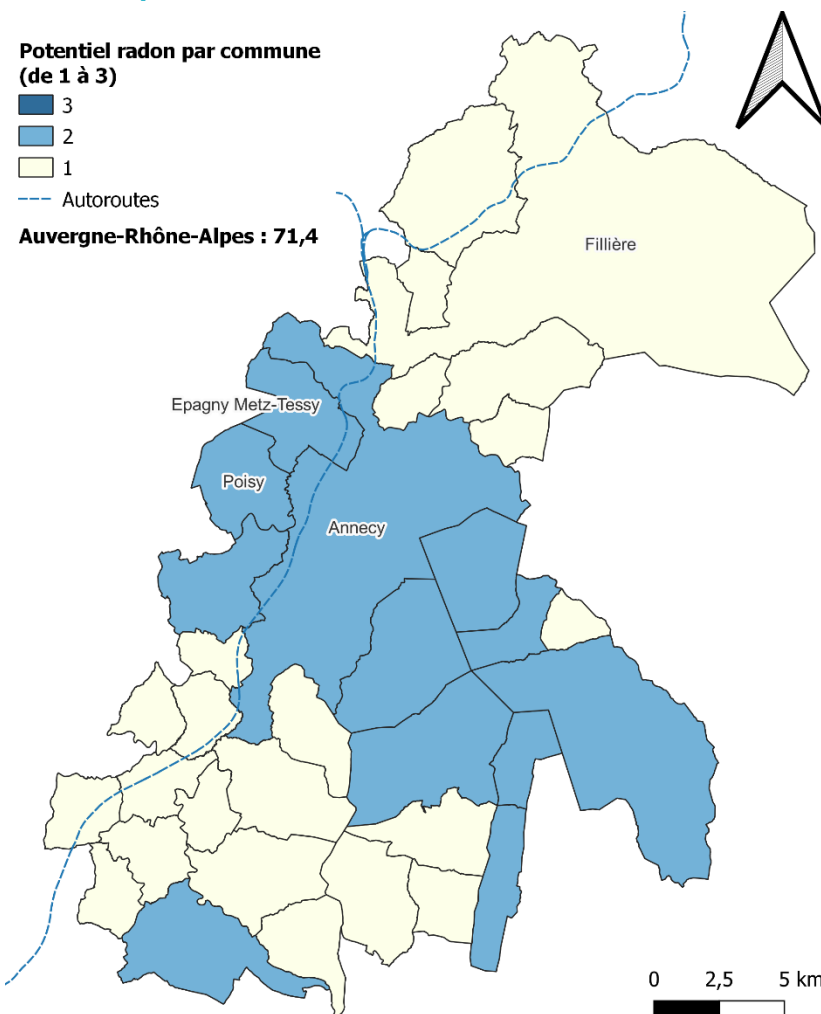 Potentiel radon par commune
(de 1 à 3)
3
2
1
Autoroutes
Auvergne-Rhône-Alpes : 71,4
Fillière
Epagny Metz-Tessy
Poisy
Annecy
0 2,5 5 km